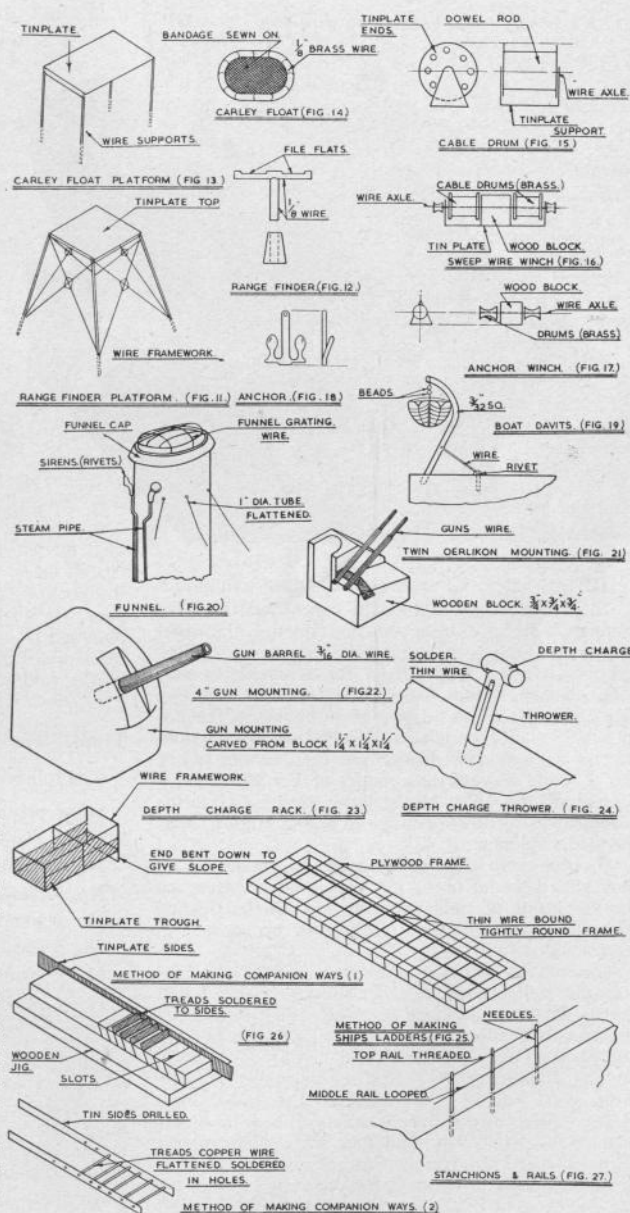 TINPLATE.
WIRE SUPPORTS.
CARLEY FLOAT PLATFORM (FIG 13.)
BANDAGE SEWN ON.
1/8" BRASS WIRE.
CARLEY FLOAT (FIG 14)
TINPLATE
ENDS.
DOWEL ROD.
WIRE AXLE.
TINPLATE
SUPPORT
CABLE DRUM (FIG. 15)
FILE FLATS.
1/8" WIRE.
RANGE FINDER. (FIG.12.)
CABLE DRUMS (BRASS.)
WIRE AXLE.
TIN PLATE
WOOD BLOCK.
SWEEP WIRE WINCH (FIG.16.)
TINPLATE TOP
WIRE FRAMEWORK
RANGE FINDER PLATFORM. (FIG.11.)
ANCHOR. (FIG.18)
WOOD BLOCK.
WIRE AXLE
DRUMS (BRASS)
ANCHOR WINCH. (FIG.17.)
BEADS.
3/32" SQ.
BOAT DAVITS. (FIG.19)
WIRE.
RIVET.
FUNNEL CAP
FUNNEL GRATING
WIRE.
SIRENS. (RIVETS.)
1" DIA. TUBE.
FLATTENED.
STEAM PIPE.
FUNNEL. (FIG.20)
GUNS WIRE.
TWIN OERLIKON MOUNTING. (FIG. 21)
WOODEN BLOCK. 3/4" X 3/4" X 3/4"
GUN BARREL 3/16" DIA. WIRE.
4" GUN MOUNTING. (FIG.22.)
GUN MOUNTING
CARVED FROM BLOCK 1 1/4" X 1 1/4" X 1 1/4"
SOLDER.
THIN WIRE
DEPTH CHARGE
THROWER.
DEPTH CHARGE THROWER. (FIG. 24.)
WIRE FRAMEWORK.
DEPTH CHARGE RACK. (FIG. 23.)
END BENT DOWN TO
GIVE SLOPE.
TINPLATE TROUGH.
PLYWOOD FRAME.
THIN WIRE BOUND
TIGHTLY ROUND FRAME.
METHOD OF MAKING
SHIPS LADDERS (FIG.25.)
TINPLATE SIDES.
METHOD OF MAKING COMPANION WAYS (1)
TREADS SOLDERED
TO SIDES.
(FIG 26)
WOODEN
JIG.
SLOTS.
NEEDLES.
TOP RAIL THREADED.
MIDDLE RAIL LOOPED.
STANCHIONS & RAILS. (FIG. 27.)
TIN SIDES DRILLED.
TREADS COPPER WIRE
FLATTENED SOLDERED
IN HOLES.
METHOD OF MAKING COMPANION WAYS. (2)